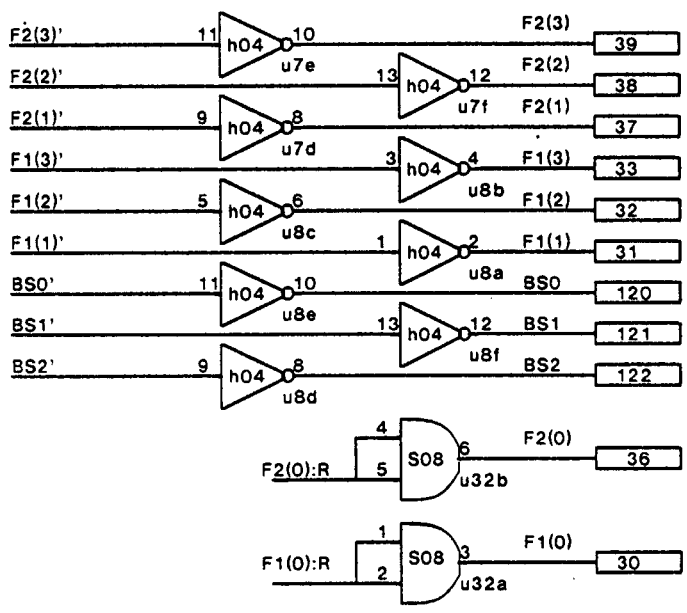 F2(3)' 11 h04 10 u7e F2(3) 39
F2(2)' 13 h04 12 u7f F2(2) 38
F2(1)' 9 h04 8 u7d F2(1) 37
F1(3)' 3 h04 4 u8b F1(3) 33
F1(2)' 5 h04 6 u8c F1(2) 32
F1(1)' 1 h04 2 u8a F1(1) 31
BS0' 11 h04 10 u8e BS0 120
BS1' 13 h04 12 u8f BS1 121
BS2' 9 h04 8 u8d BS2 122
4 F2(0):R 5 S08 6 u32b F2(0) 36
1 F1(0):R 2 S08 3 u32a F1(0) 30